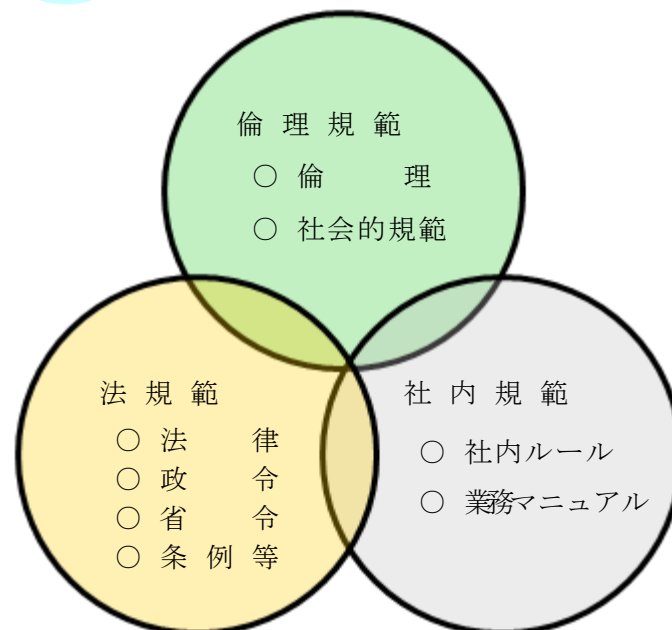 倫理規範
○ 倫　理
○ 社会的規範
法規範
○ 法　律
○ 政　令
○ 省　令
○ 条例等
社内規範
○ 社内ルール
○ 業務マニュアル